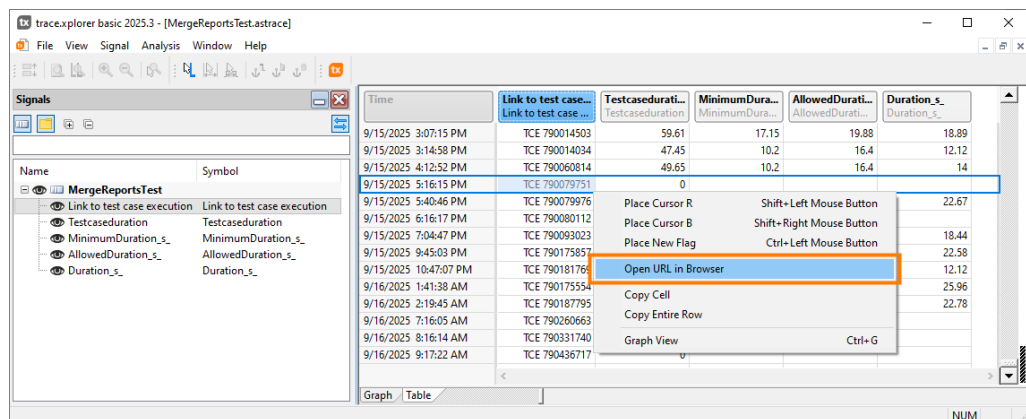 tx trace.xplorer basic 2025.3 - [MergeReportsTest.astrace]
File View Signal Analysis Window Help
Signals
Name Symbol
MergeReportsTest
Link to test case execution Link to test case execution
Testcaseduration Testcaseduration
MinimumDuration_s_ MinimumDuration_s_
AllowedDuration_s_ AllowedDuration_s_
Duration_s_ Duration_s_
Time Link to test case... Testcasedurati... MinimumDura... AllowedDurati... Duration_s_
Link to test case ... Testcaseduration MinimumDura... AllowedDurati... Duration_s_
9/15/2025 3:07:15 PM TCE 790014503 59.61 17.15 19.88 18.89
9/15/2025 3:14:58 PM TCE 790014034 47.45 10.2 16.4 12.12
9/15/2025 4:12:52 PM TCE 790060814 49.65 10.2 16.4 14
9/15/2025 5:16:15 PM TCE 790079751 0
9/15/2025 5:40:46 PM TCE 790079976 22.67
9/15/2025 6:16:17 PM TCE 790080112
9/15/2025 7:04:47 PM TCE 790093023 18.44
9/15/2025 9:45:03 PM TCE 790175857 22.58
9/15/2025 10:47:07 PM TCE 790181769 12.12
9/16/2025 1:41:38 AM TCE 790175554 25.96
9/16/2025 2:19:45 AM TCE 790187795 22.78
9/16/2025 7:16:05 AM TCE 790260663
9/16/2025 8:16:14 AM TCE 790331740
9/16/2025 9:17:22 AM TCE 790436717 0
Place Cursor R Shift+Left Mouse Button
Place Cursor B Shift+Right Mouse Button
Place New Flag Ctrl+Left Mouse Button
Open URL in Browser
Copy Cell
Copy Entire Row
Graph View Ctrl+G
Graph Table
NUM